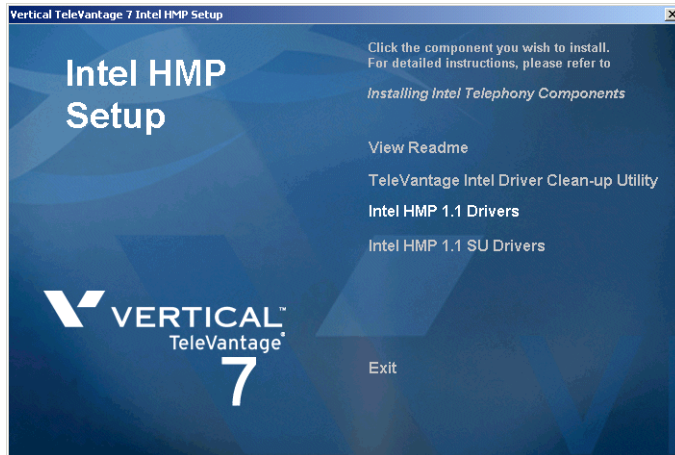 Vertical TeleVantage 7 Intel HMP Setup
Intel HMP
Setup
Click the component you wish to install.
For detailed instructions, please refer to
Installing Intel Telephony Components
View Readme
TeleVantage Intel Driver Clean-up Utility
Intel HMP 1.1 Drivers
Intel HMP 1.1 SU Drivers
VERTICAL™
TeleVantage
7
Exit